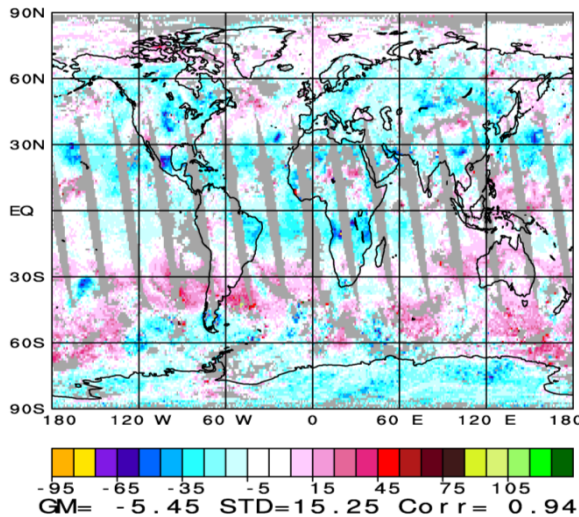 90N
60N
30N
EQ
30S
60S
90S
180 120 W 60 W 0 60 E 120 E 180
-95 -65 -35 -5 15 45 75 105
GM= -5.45 STD=15.25 Corr= 0.94